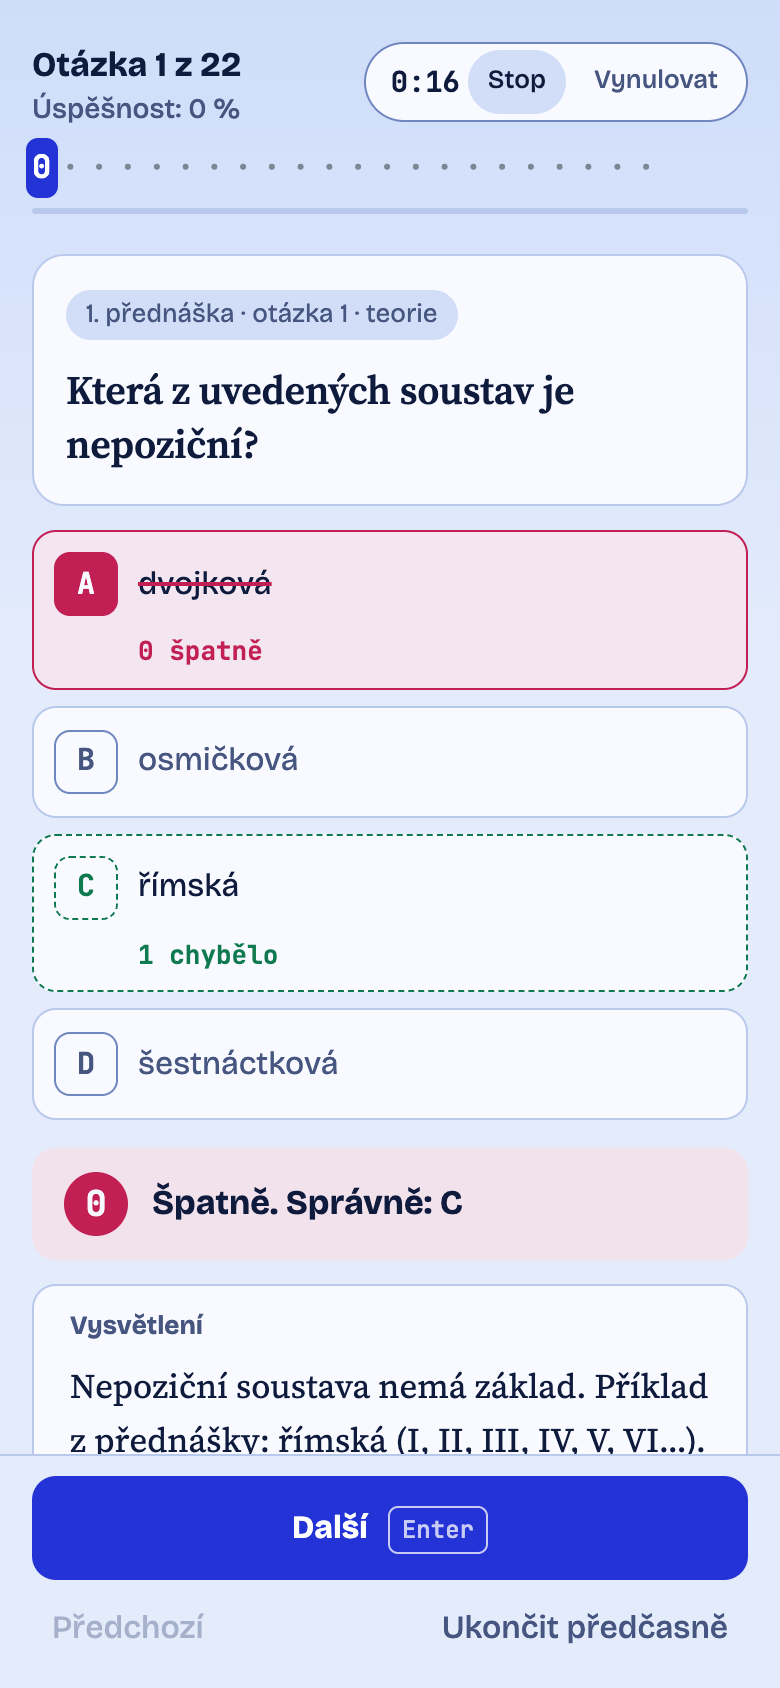 Otázka 1 z 22
Úspěšnost: 0 %
0:16 Stop Vynulovat
0
1. přednáška · otázka 1 · teorie
Která z uvedených soustav je
nepoziční?
A dvojková
0 špatně
B osmičková
C římská
1 chybělo
D šestnáctková
0 Špatně. Správně: C
Vysvětlení
Nepoziční soustava nemá základ. Příklad
z přednášky: římská (I, II, III, IV, V, VI…).
Další Enter
Předchozí Ukončit předčasně